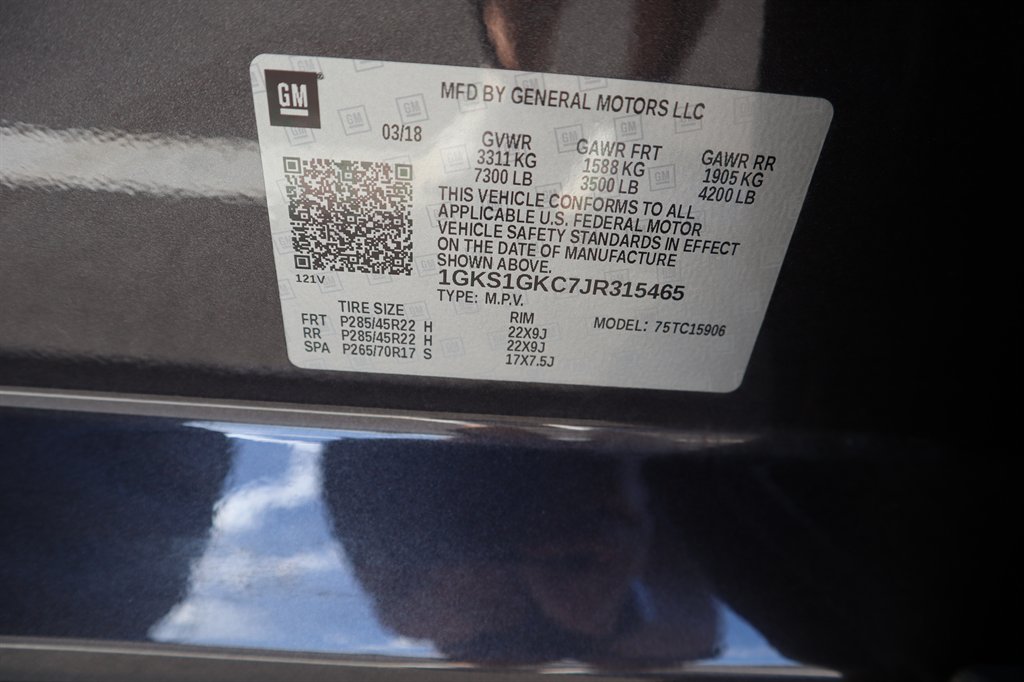 GM
MFD BY GENERAL MOTORS LLC
03/18
GVWR GAWR FRT GAWR RR
3311 KG 1588 KG 1905 KG
7300 LB 3500 LB 4200 LB
THIS VEHICLE CONFORMS TO ALL
APPLICABLE U.S. FEDERAL MOTOR
VEHICLE SAFETY STANDARDS IN EFFECT
ON THE DATE OF MANUFACTURE
SHOWN ABOVE.
121V
1GKS1GKC7JR315465
TYPE: M.P.V.
TIRE SIZE RIM MODEL: 75TC15906
FRT P285/45R22 H 22X9J
RR P285/45R22 H 22X9J
SPA P265/70R17 S 17X7.5J